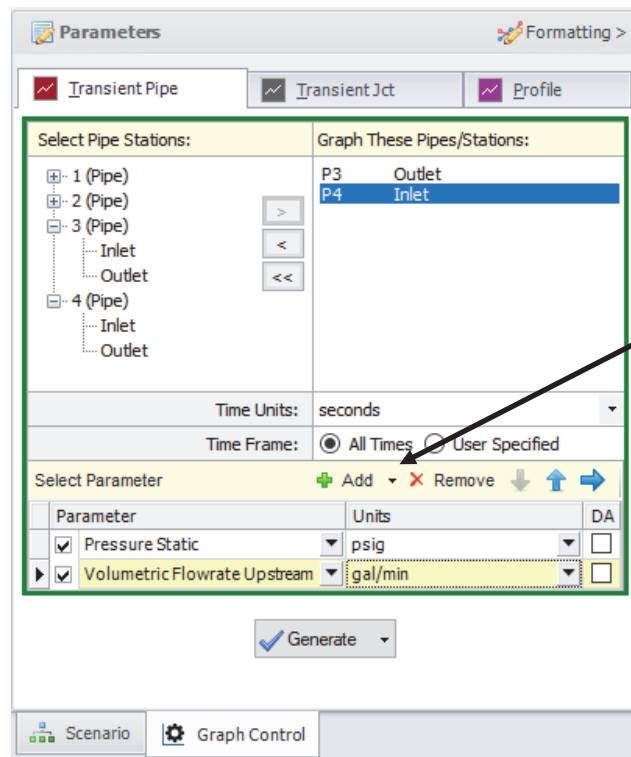 Parameters Formatting >
Transient Pipe Transient Jct Profile
Select Pipe Stations: Graph These Pipes/Stations:
1 (Pipe) P3 Outlet
2 (Pipe) P4 Inlet
3 (Pipe) >
Inlet <
Outlet <<
4 (Pipe)
Inlet
Outlet
Time Units: seconds
Time Frame: All Times User Specified
Select Parameter Add Remove
Parameter Units DA
Pressure Static psig
Volumetric Flowrate Upstream gal/min
Generate
Scenario Graph Control